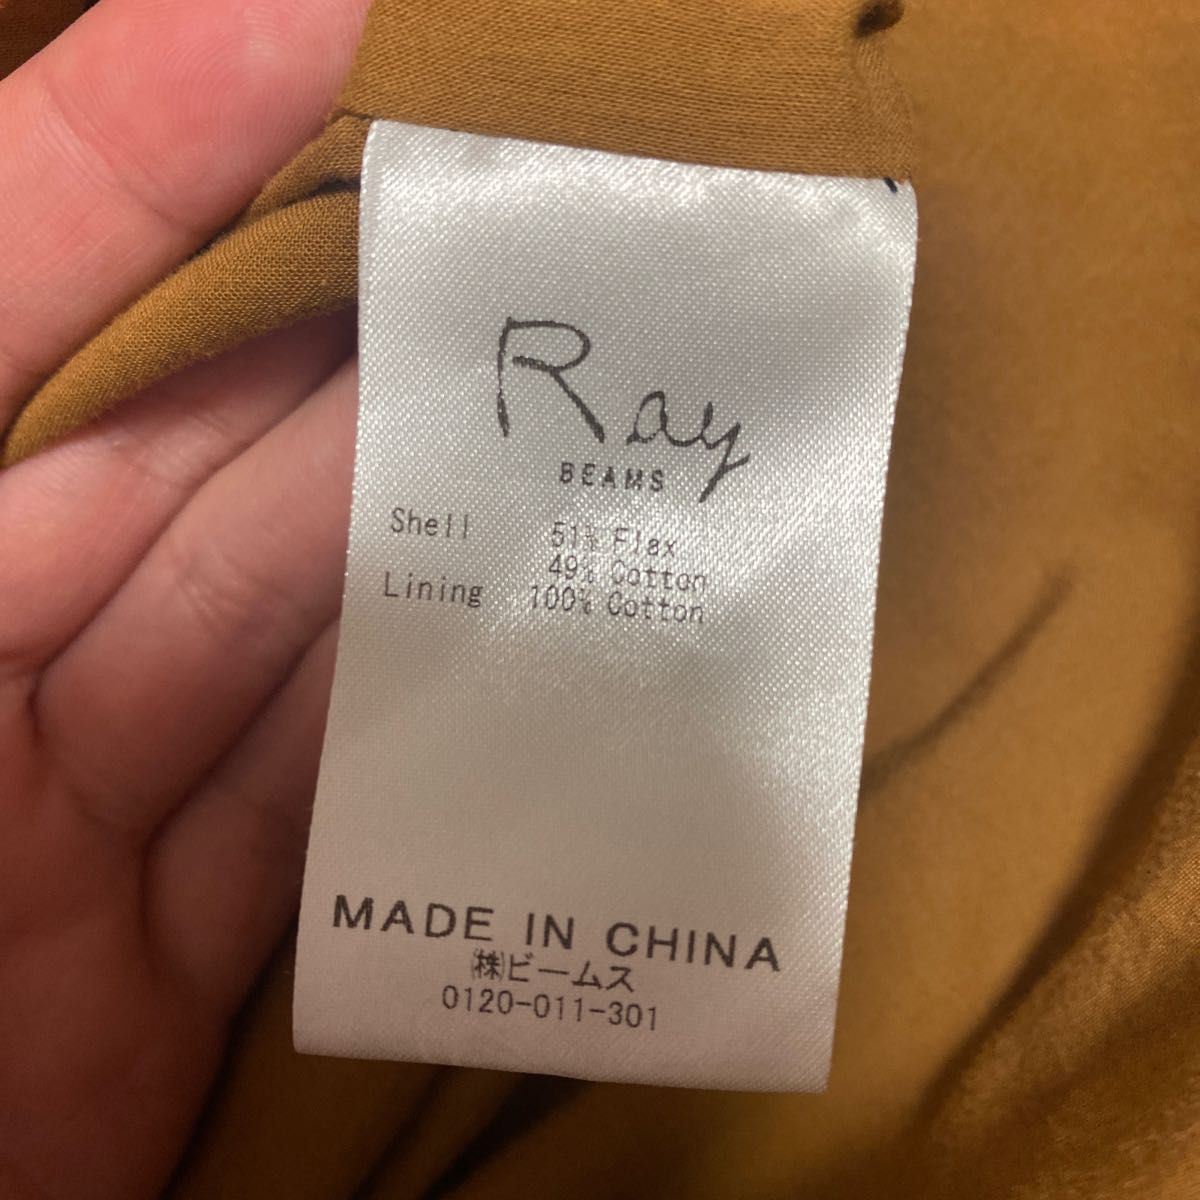 Ray
BEAMS
Shell 51% Flax
49% Cotton
Lining 100% Cotton
MADE IN CHINA
㈱ビームス
0120-011-301